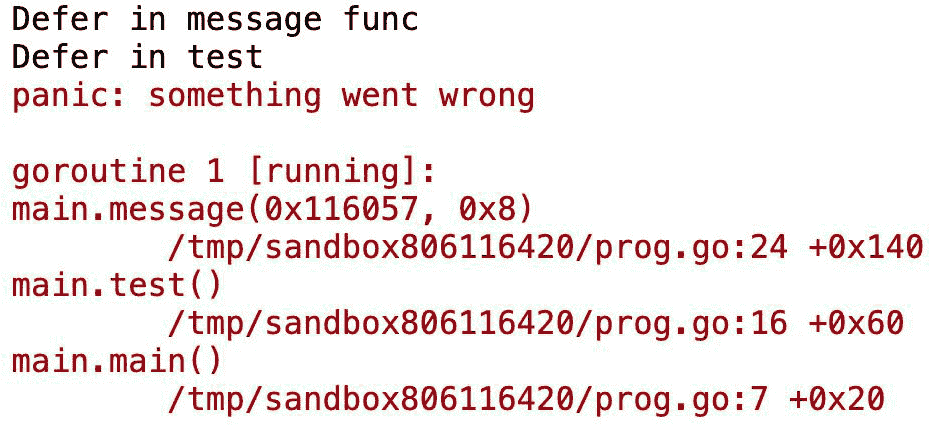 Defer in message func
Defer in test
panic: something went wrong
goroutine 1 [running]:
main.message(0x116057, 0x8)
/tmp/sandbox806116420/prog.go:24 +0x140
main.test()
/tmp/sandbox806116420/prog.go:16 +0x60
main.main()
/tmp/sandbox806116420/prog.go:7 +0x20